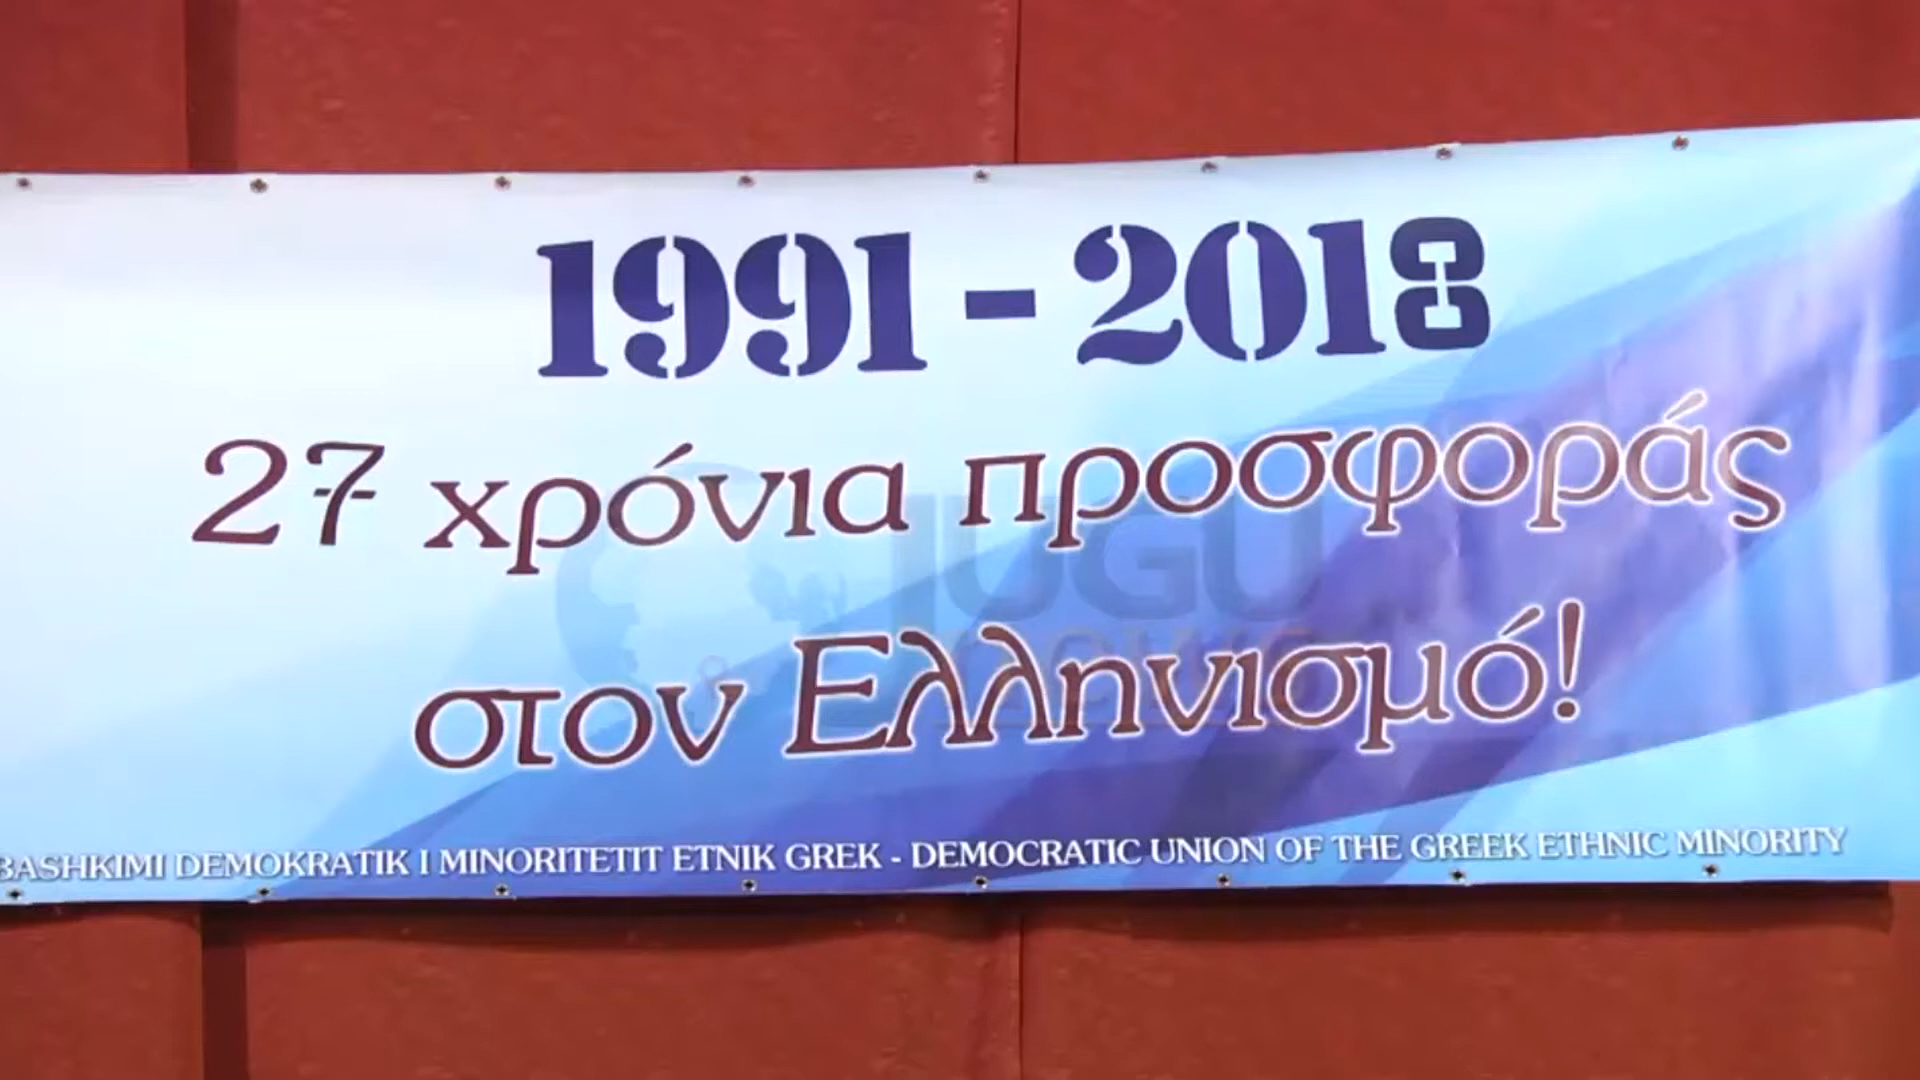 1991 - 2018
27 χρόνια προσφοράς
στον Ελληνισμό!
BASHKIMI DEMOKRATIK I MINORITETIT ETNIK GREK - DEMOCRATIC UNION OF THE GREEK ETHNIC MINORITY
JUGU